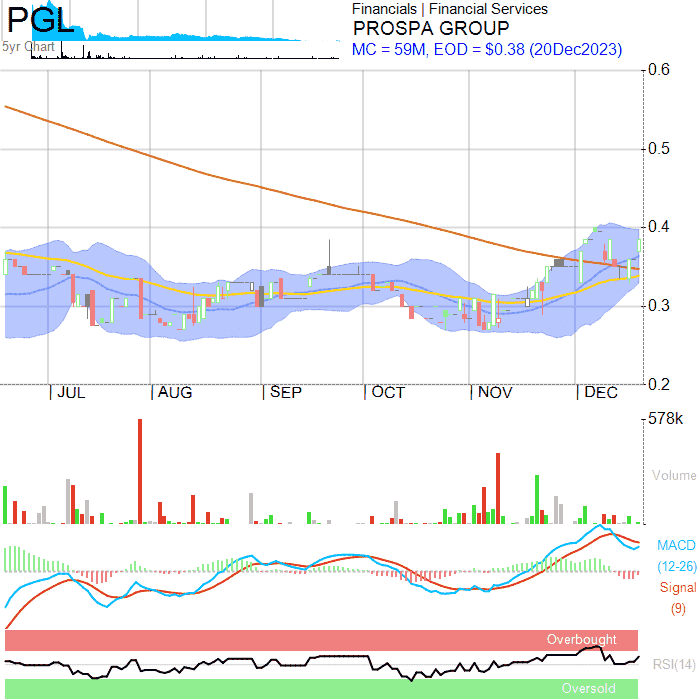 PGL
5yr Chart
Financials | Financial Services
PROSPA GROUP
MC = 59M, EOD = $0.38 (20Dec2023)
0.6
0.5
0.4
0.3
0.2
JUL AUG SEP OCT NOV DEC
578k
Volume
MACD
(12-26)
Signal
(9)
Overbought
RSI(14)
Oversold